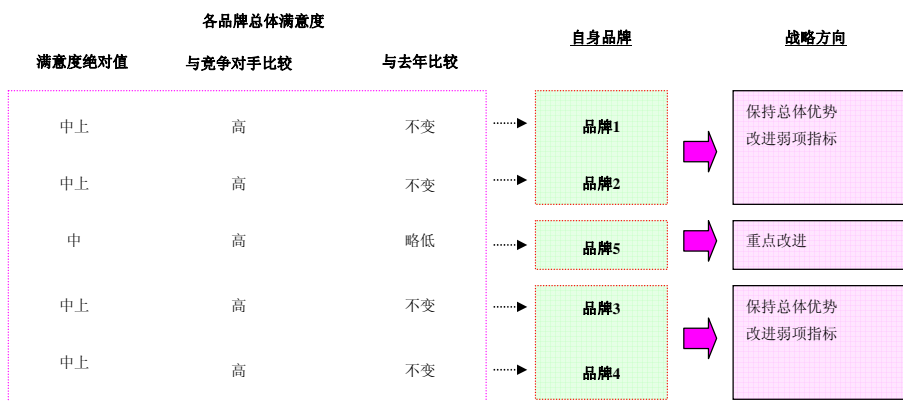 各品牌总体满意度
满意度绝对值 与竞争对手比较 与去年比较 自身品牌 战略方向
中上 高 不变 品牌1 保持总体优势
改进弱项指标
中上 高 不变 品牌2
中 高 略低 品牌5 重点改进
中上 高 不变 品牌3 保持总体优势
改进弱项指标
中上 高 不变 品牌4